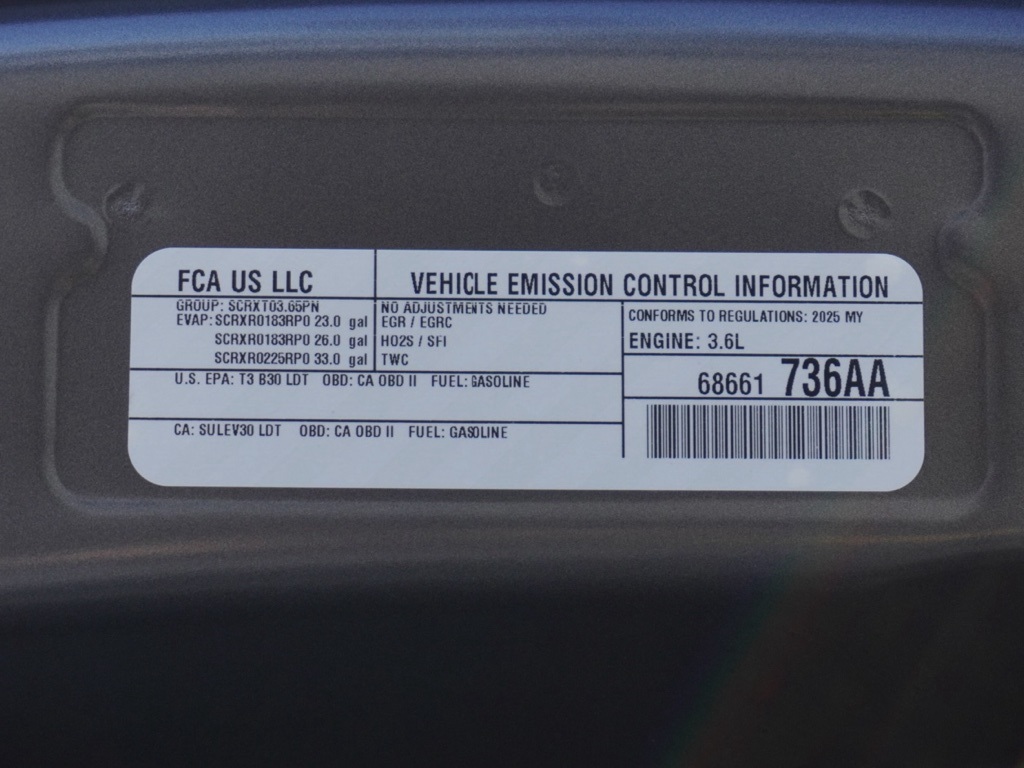 FCA US LLC
VEHICLE EMISSION CONTROL INFORMATION
GROUP: SCRXT03.65PN
EVAP: SCRXR0183RP0 23.0 gal
SCRXR0183RP0 26.0 gal
SCRXR0225RP0 33.0 gal
NO ADJUSTMENTS NEEDED
EGR / EGRC
HO2S / SFI
TWC
CONFORMS TO REGULATIONS: 2025 MY
ENGINE: 3.6L
68661 736AA
U.S. EPA: T3 B30 LDT OBD: CA OBD II FUEL: GASOLINE
CA: SULEV30 LDT OBD: CA OBD II FUEL: GASOLINE